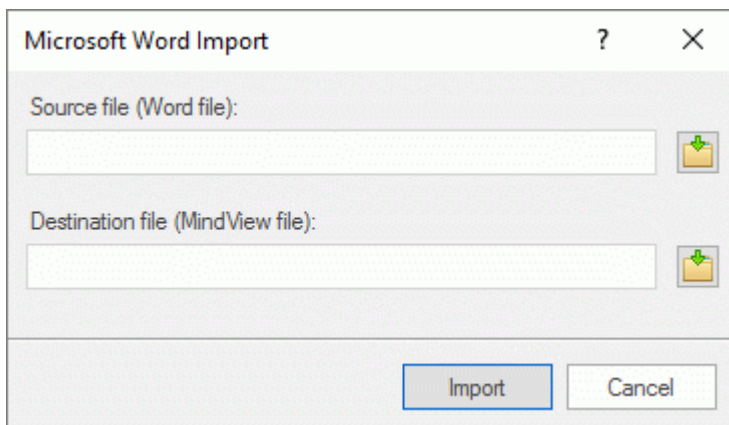 Microsoft Word Import ?
Source file (Word file):
Destination file (MindView file):
Import Cancel